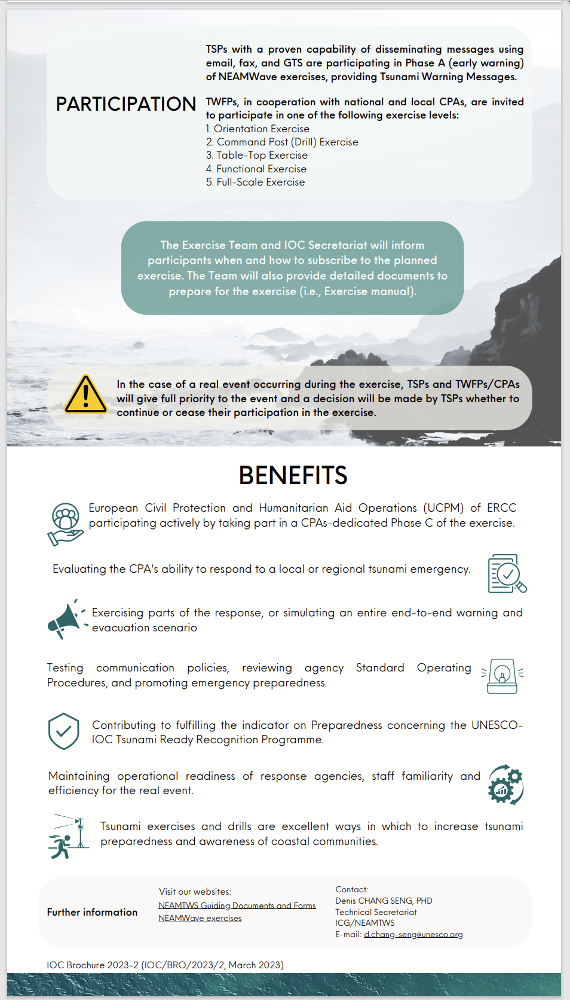 PARTICIPATION
TSPs with a proven capability of disseminating messages using
email, fax, and GTS are participating in Phase A (early warning)
of NEAMWave exercises, providing Tsunami Warning Messages.
TWFPs, in cooperation with national and local CPAs, are invited
to participate in one of the following exercise levels:
1. Orientation Exercise
2. Command Post (Drill) Exercise
3. Table-Top Exercise
4. Functional Exercise
5. Full-Scale Exercise
The Exercise Team and IOC Secretariat will inform
participants when and how to subscribe to the planned
exercise. The Team will also provide detailed documents to
prepare for the exercise (i.e., Exercise manual).
In the case of a real event occurring during the exercise, TSPs and TWFPs/CPAs
will give full priority to the event and a decision will be made by TSPs whether to
continue or cease their participation in the exercise.
BENEFITS
European Civil Protection and Humanitarian Aid Operations (UCPM) of ERCC
participating actively by taking part in a CPAs-dedicated Phase C of the exercise.
Evaluating the CPA's ability to respond to a local or regional tsunami emergency.
Exercising parts of the response, or simulating an entire end-to-end warning and
evacuation scenario
Testing communication policies, reviewing agency Standard Operating
Procedures, and promoting emergency preparedness.
Contributing to fulfilling the indicator on Preparedness concerning the UNESCO-
IOC Tsunami Ready Recognition Programme.
Maintaining operational readiness of response agencies, staff familiarity and
efficiency for the real event.
Tsunami exercises and drills are excellent ways in which to increase tsunami
preparedness and awareness of coastal communities.
Further information
Visit our websites:
NEAMTWS Guiding Documents and Forms
NEAMWave exercises
Contact:
Denis CHANG SENG, PHD
Technical Secretariat
ICG/NEAMTWS
E-mail: d.chang-seng@unesco.org
IOC Brochure 2023-2 (IOC/BRO/2023/2, March 2023)